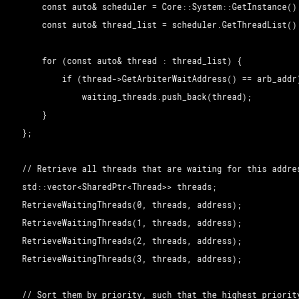 const auto& scheduler = Core::System::GetInstance()
const auto& thread_list = scheduler.GetThreadList()
for (const auto& thread : thread_list) {
if (thread->GetArbiterWaitAddress() == arb_addr)
waiting_threads.push_back(thread);
}
};
// Retrieve all threads that are waiting for this addres
std::vector<SharedPtr<Thread>> threads;
RetrieveWaitingThreads(0, threads, address);
RetrieveWaitingThreads(1, threads, address);
RetrieveWaitingThreads(2, threads, address);
RetrieveWaitingThreads(3, threads, address);
// Sort them by priority, such that the highest priority